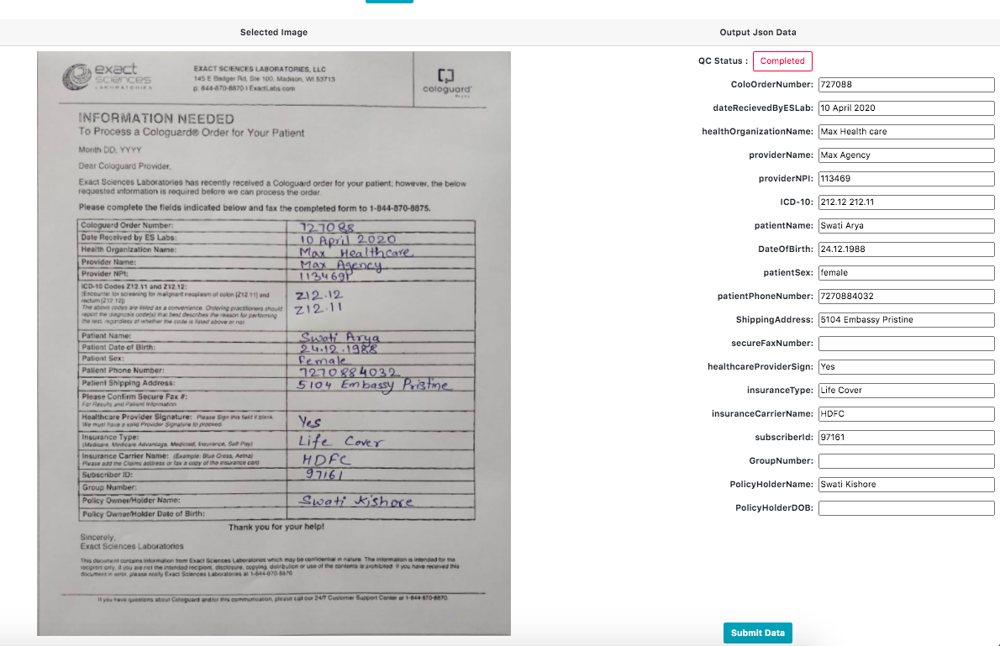 Selected Image
Output Json Data
exact
sciences
LABORATORIES
EXACT SCIENCES LABORATORIES, LLC
145 E Badger Rd, Ste 100, Madison, WI 53713
p: 844-870-8870 | ExactLabs.com
cologuard
INFORMATION NEEDED
To Process a Cologuard® Order for Your Patient
Month DD, YYYY
Dear Cologuard Provider,
Exact Sciences Laboratories has recently received a Cologuard order for your patient; however, the below
requested information is required before we can process the order.
Please complete the fields indicated below and fax the completed form to 1-844-870-8875.
Cologuard Order Number: 727088
Date Received by ES Labs: 10 April 2020
Health Organization Name: Max Healthcare
Provider Name: Max Agency
Provider NPI: 113469
ICD-10 Codes Z12.11 and Z12.12:
(Encounter for screening for malignant neoplasm of colon [Z12.11] and
rectum [Z12.12])
The above codes are listed as a convenience. Ordering practitioners should
report the diagnosis code(s) that best describes the reason for performing
the test, regardless of whether the code is listed above or not
Z12.12
Z12.11
Patient Name: Swati Arya
Patient Date of Birth: 24.12.1988
Patient Sex: Female
Patient Phone Number: 7270884032
Patient Shipping Address: 5104 Embassy Pristine
Please Confirm Secure Fax #:
For Results and Patient Information
Healthcare Provider Signature: Please Sign this field if blank.
We must have a valid Provider Signature to proceed.
Yes
Insurance Type:
(Medicare, Medicare Advantage, Medicaid, Insurance, Self-Pay)
Life Cover
Insurance Carrier Name: (Example: Blue Cross, Aetna)
Please add the Claims address or fax a copy of the insurance card
HDFC
Subscriber ID: 97161
Group Number:
Policy Owner/Holder Name: Swati Kishore
Policy Owner/Holder Date of Birth:
Thank you for your help!
Sincerely,
Exact Sciences Laboratories
This document contains information from Exact Sciences Laboratories which may be confidential in nature. The information is intended for the
recipient only. If you are not the intended recipient, disclosure, copying, distribution or use of the contents is prohibited. If you have received this
document in error, please notify Exact Sciences Laboratories at 1-844-870-8870.
If you have questions about Cologuard and/or this communication, please call our 24/7 Customer Support Center at 1-844-870-8870.
QC Status : Completed
ColoOrderNumber: 727088
dateRecievedByESLab: 10 April 2020
healthOrganizationName: Max Health care
providerName: Max Agency
providerNPI: 113469
ICD-10: 212.12 212.11
patientName: Swati Arya
DateOfBirth: 24.12.1988
patientSex: female
patientPhoneNumber: 7270884032
ShippingAddress: 5104 Embassy Pristine
secureFaxNumber:
healthcareProviderSign: Yes
insuranceType: Life Cover
insuranceCarrierName: HDFC
subscriberId: 97161
GroupNumber:
PolicyHolderName: Swati Kishore
PolicyHolderDOB:
Submit Data